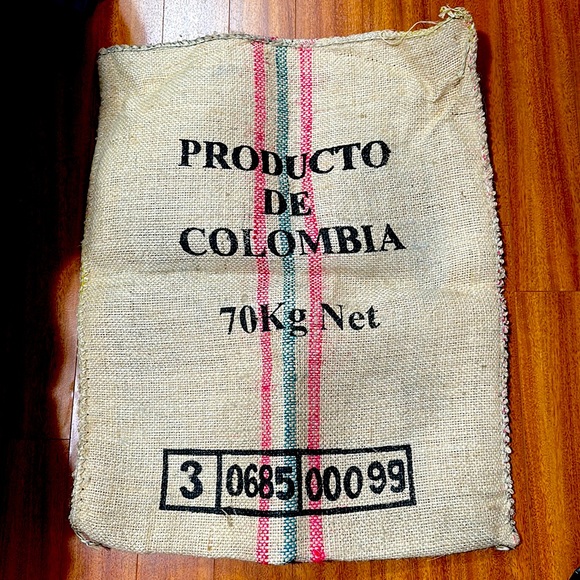 PRODUCTO
DE
COLOMBIA
70Kg Net
3 0685 00099